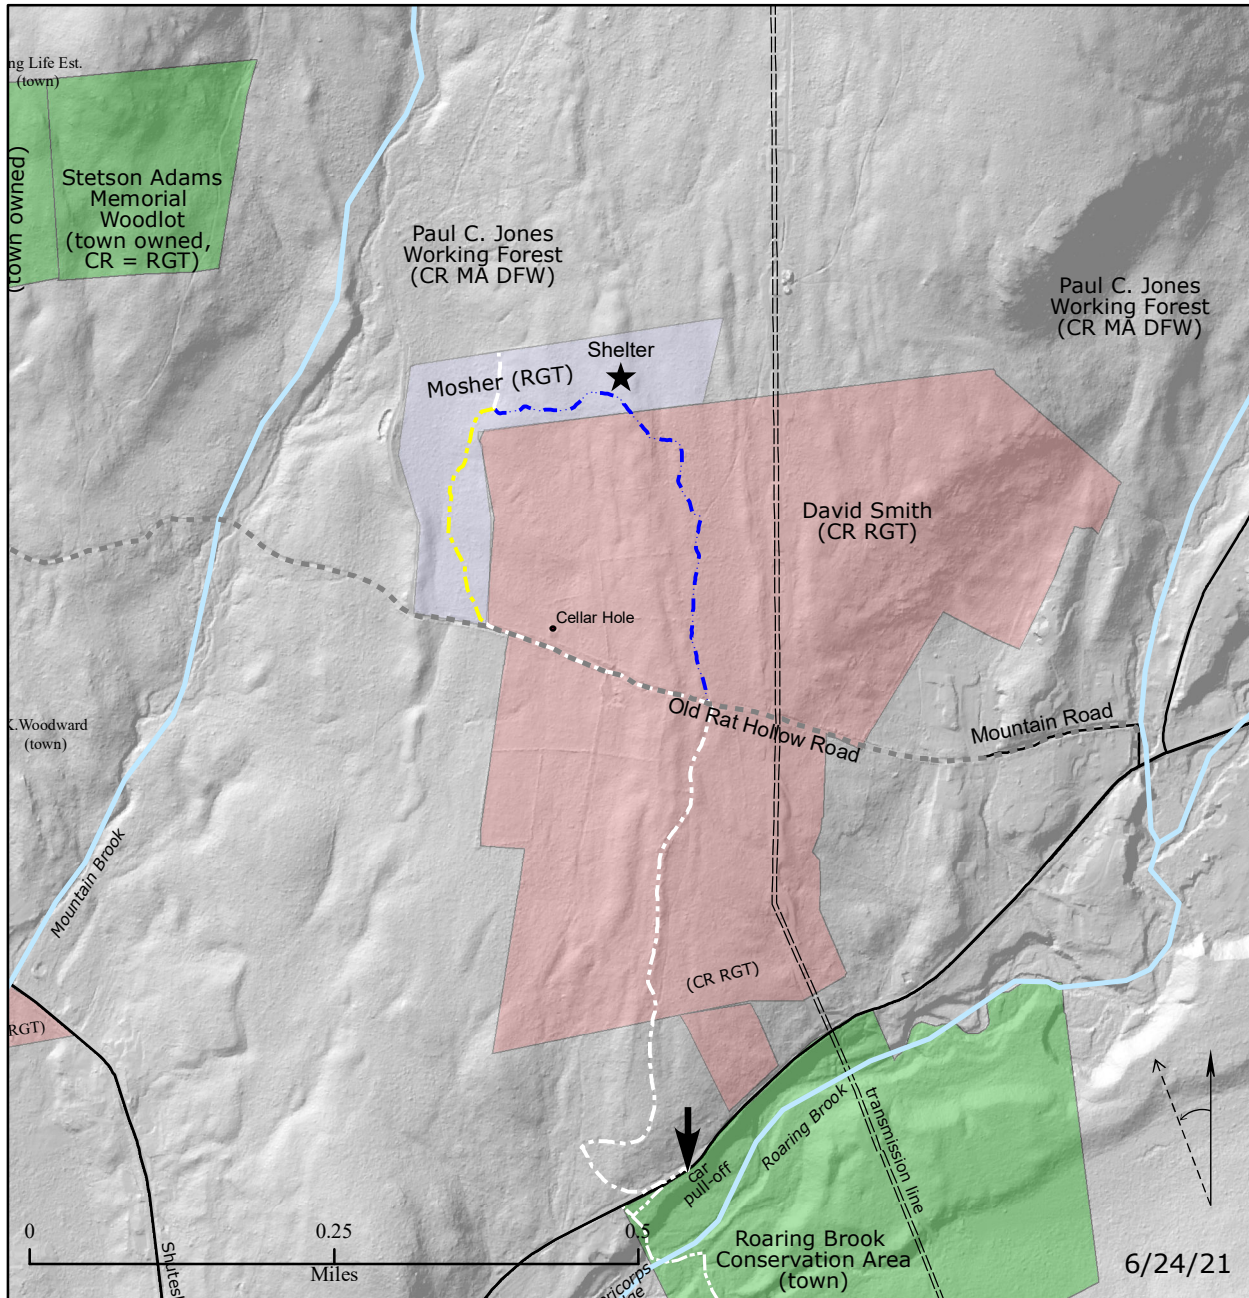 ng Life Est.
(town)
(town owned)
Stetson Adams
Memorial
Woodlot
(town owned,
CR = RGT)
Paul C. Jones
Working Forest
(CR MA DFW)
Paul C. Jones
Working Forest
(CR MA DFW)
Shelter
Mosher (RGT)
David Smith
(CR RGT)
Cellar Hole
Old Rat Hollow Road
Mountain Road
K.Woodward
(town)
Mountain Brook
(CR RGT)
RGT)
car
pull-off
Roaring Brook
transmission line
Roaring Brook
Conservation Area
(town)
0 0.25 0.5
Miles
Shutes
ricorps
ge
6/24/21